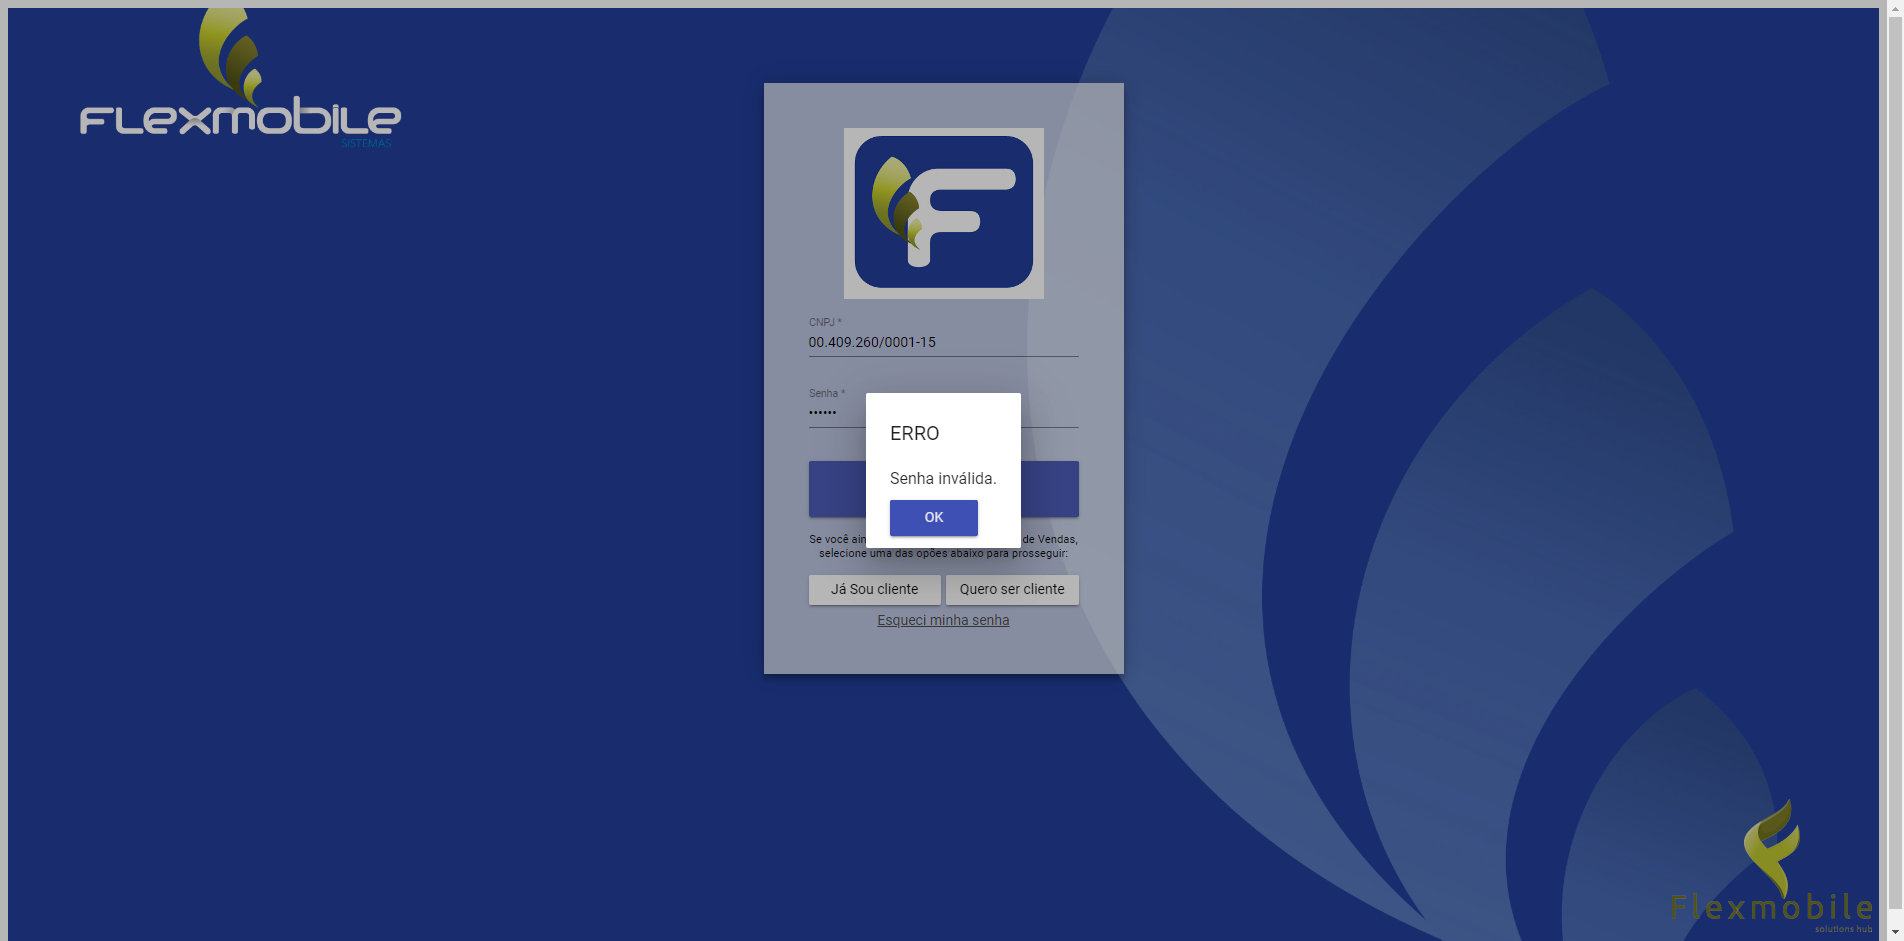 FLEXMOBILE
SISTEMAS
F
CNPJ *
00.409.260/0001-15
Senha *
••••••
ERRO
Senha inválida.
OK
Se você ain de Vendas,
selecione uma das opões abaixo para prosseguir:
Já Sou cliente Quero ser cliente
Esqueci minha senha
Flexmobile
solutions hub